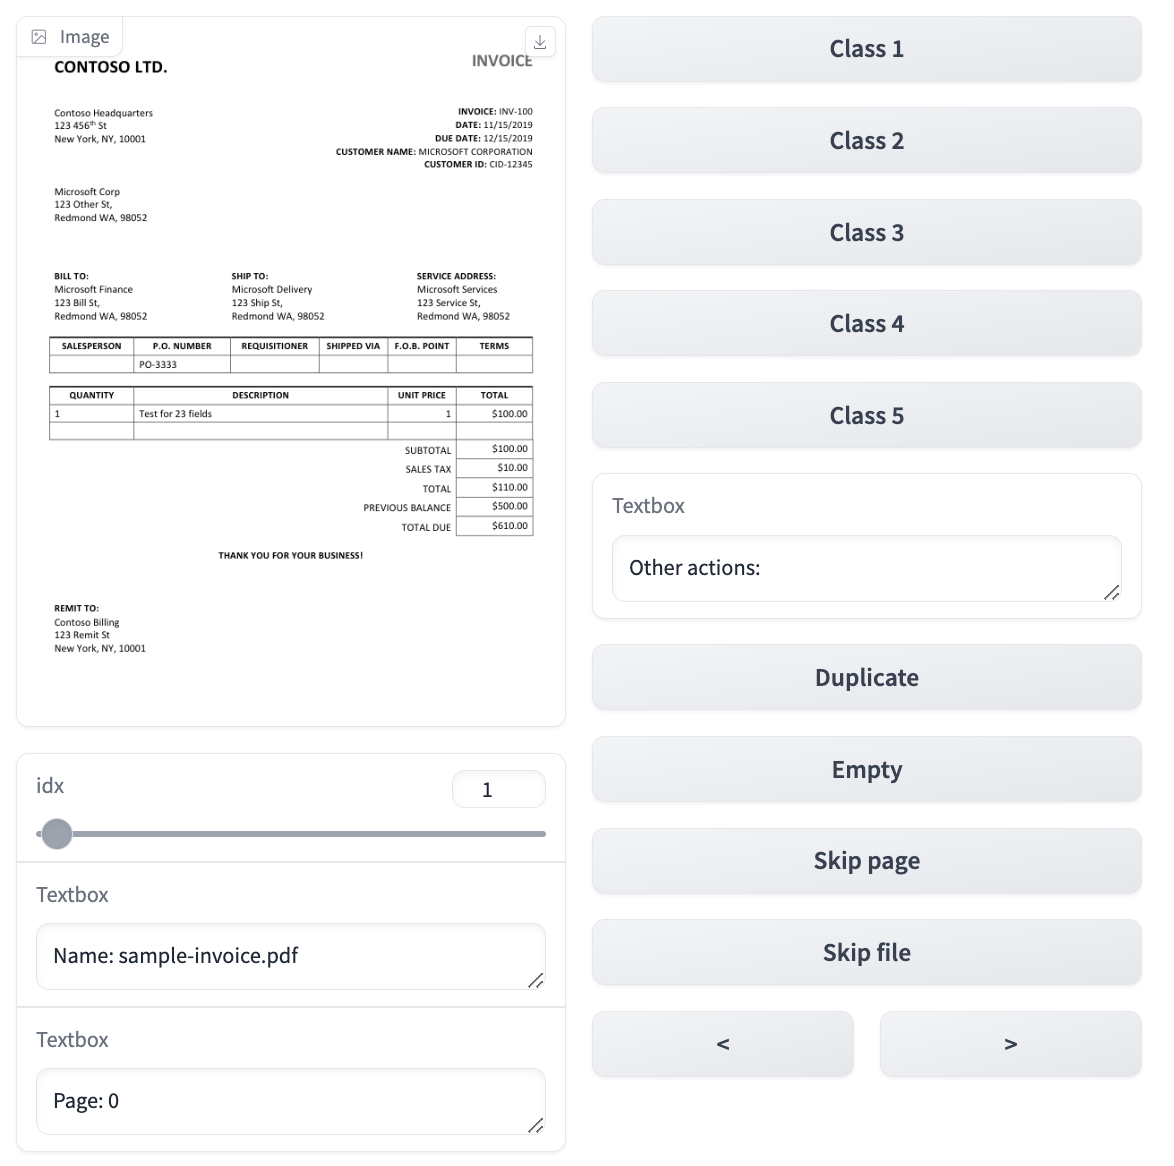 Image
CONTOSO LTD.
INVOICE
Contoso Headquarters
123 456th St
New York, NY, 10001
INVOICE: INV-100
DATE: 11/15/2019
DUE DATE: 12/15/2019
CUSTOMER NAME: MICROSOFT CORPORATION
CUSTOMER ID: CID-12345
Microsoft Corp
123 Other St,
Redmond WA, 98052
BILL TO:
Microsoft Finance
123 Bill St,
Redmond WA, 98052
SHIP TO:
Microsoft Delivery
123 Ship St,
Redmond WA, 98052
SERVICE ADDRESS:
Microsoft Services
123 Service St,
Redmond WA, 98052
SALESPERSON P.O. NUMBER REQUISITIONER SHIPPED VIA F.O.B. POINT TERMS
PO-3333
QUANTITY DESCRIPTION UNIT PRICE TOTAL
1 Test for 23 fields 1 $100.00
SUBTOTAL $100.00
SALES TAX $10.00
TOTAL $110.00
PREVIOUS BALANCE $500.00
TOTAL DUE $610.00
THANK YOU FOR YOUR BUSINESS!
REMIT TO:
Contoso Billing
123 Remit St
New York, NY, 10001
idx 1
Textbox
Name: sample-invoice.pdf
Textbox
Page: 0
Class 1
Class 2
Class 3
Class 4
Class 5
Textbox
Other actions:
Duplicate
Empty
Skip page
Skip file
< >